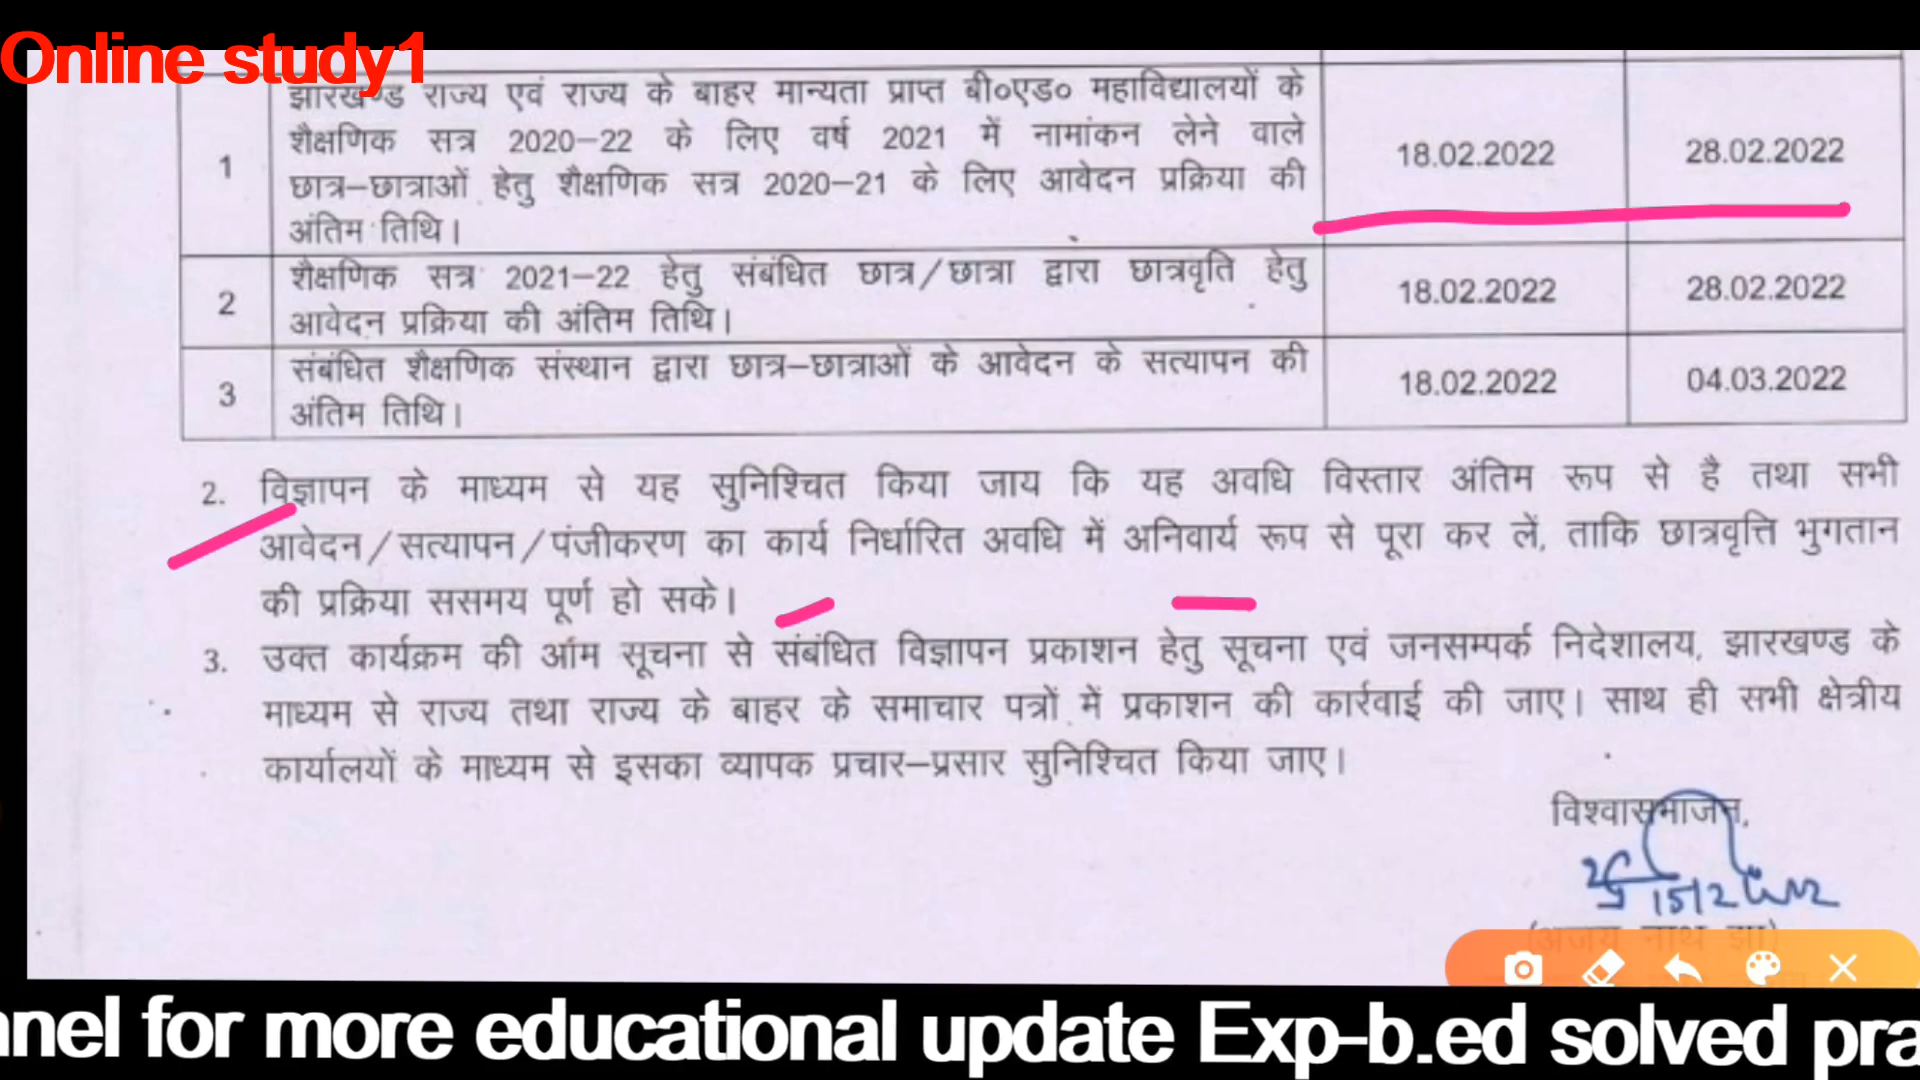 Online study1
1
झारखण्ड राज्य एवं राज्य के बाहर मान्यता प्राप्त बी०एड० महाविद्यालयों के
शैक्षणिक सत्र 2020–22 के लिए वर्ष 2021 में नामांकन लेने वाले
छात्र–छात्राओं हेतु शैक्षणिक सत्र 2020–21 के लिए आवेदन प्रक्रिया की
अंतिम तिथि।
18.02.2022
28.02.2022
2
शैक्षणिक सत्र 2021–22 हेतु संबंधित छात्र/छात्रा द्वारा छात्रवृति हेतु
आवेदन प्रक्रिया की अंतिम तिथि।
18.02.2022
28.02.2022
3
संबंधित शैक्षणिक संस्थान द्वारा छात्र–छात्राओं के आवेदन के सत्यापन की
अंतिम तिथि।
18.02.2022
04.03.2022
2. विज्ञापन के माध्यम से यह सुनिश्चित किया जाय कि यह अवधि विस्तार अंतिम रूप से है तथा सभी
आवेदन/सत्यापन/पंजीकरण का कार्य निर्धारित अवधि में अनिवार्य रूप से पूरा कर लें, ताकि छात्रवृत्ति भुगतान
की प्रक्रिया ससमय पूर्ण हो सके।
3. उक्त कार्यक्रम की आम सूचना से संबंधित विज्ञापन प्रकाशन हेतु सूचना एवं जनसम्पर्क निदेशालय, झारखण्ड के
माध्यम से राज्य तथा राज्य के बाहर के समाचार पत्रों में प्रकाशन की कार्रवाई की जाए। साथ ही सभी क्षेत्रीय
कार्यालयों के माध्यम से इसका व्यापक प्रचार–प्रसार सुनिश्चित किया जाए।
विश्वासभाजन,
(अजय नाथ झा)
nnel for more educational update Exp-b.ed solved pra